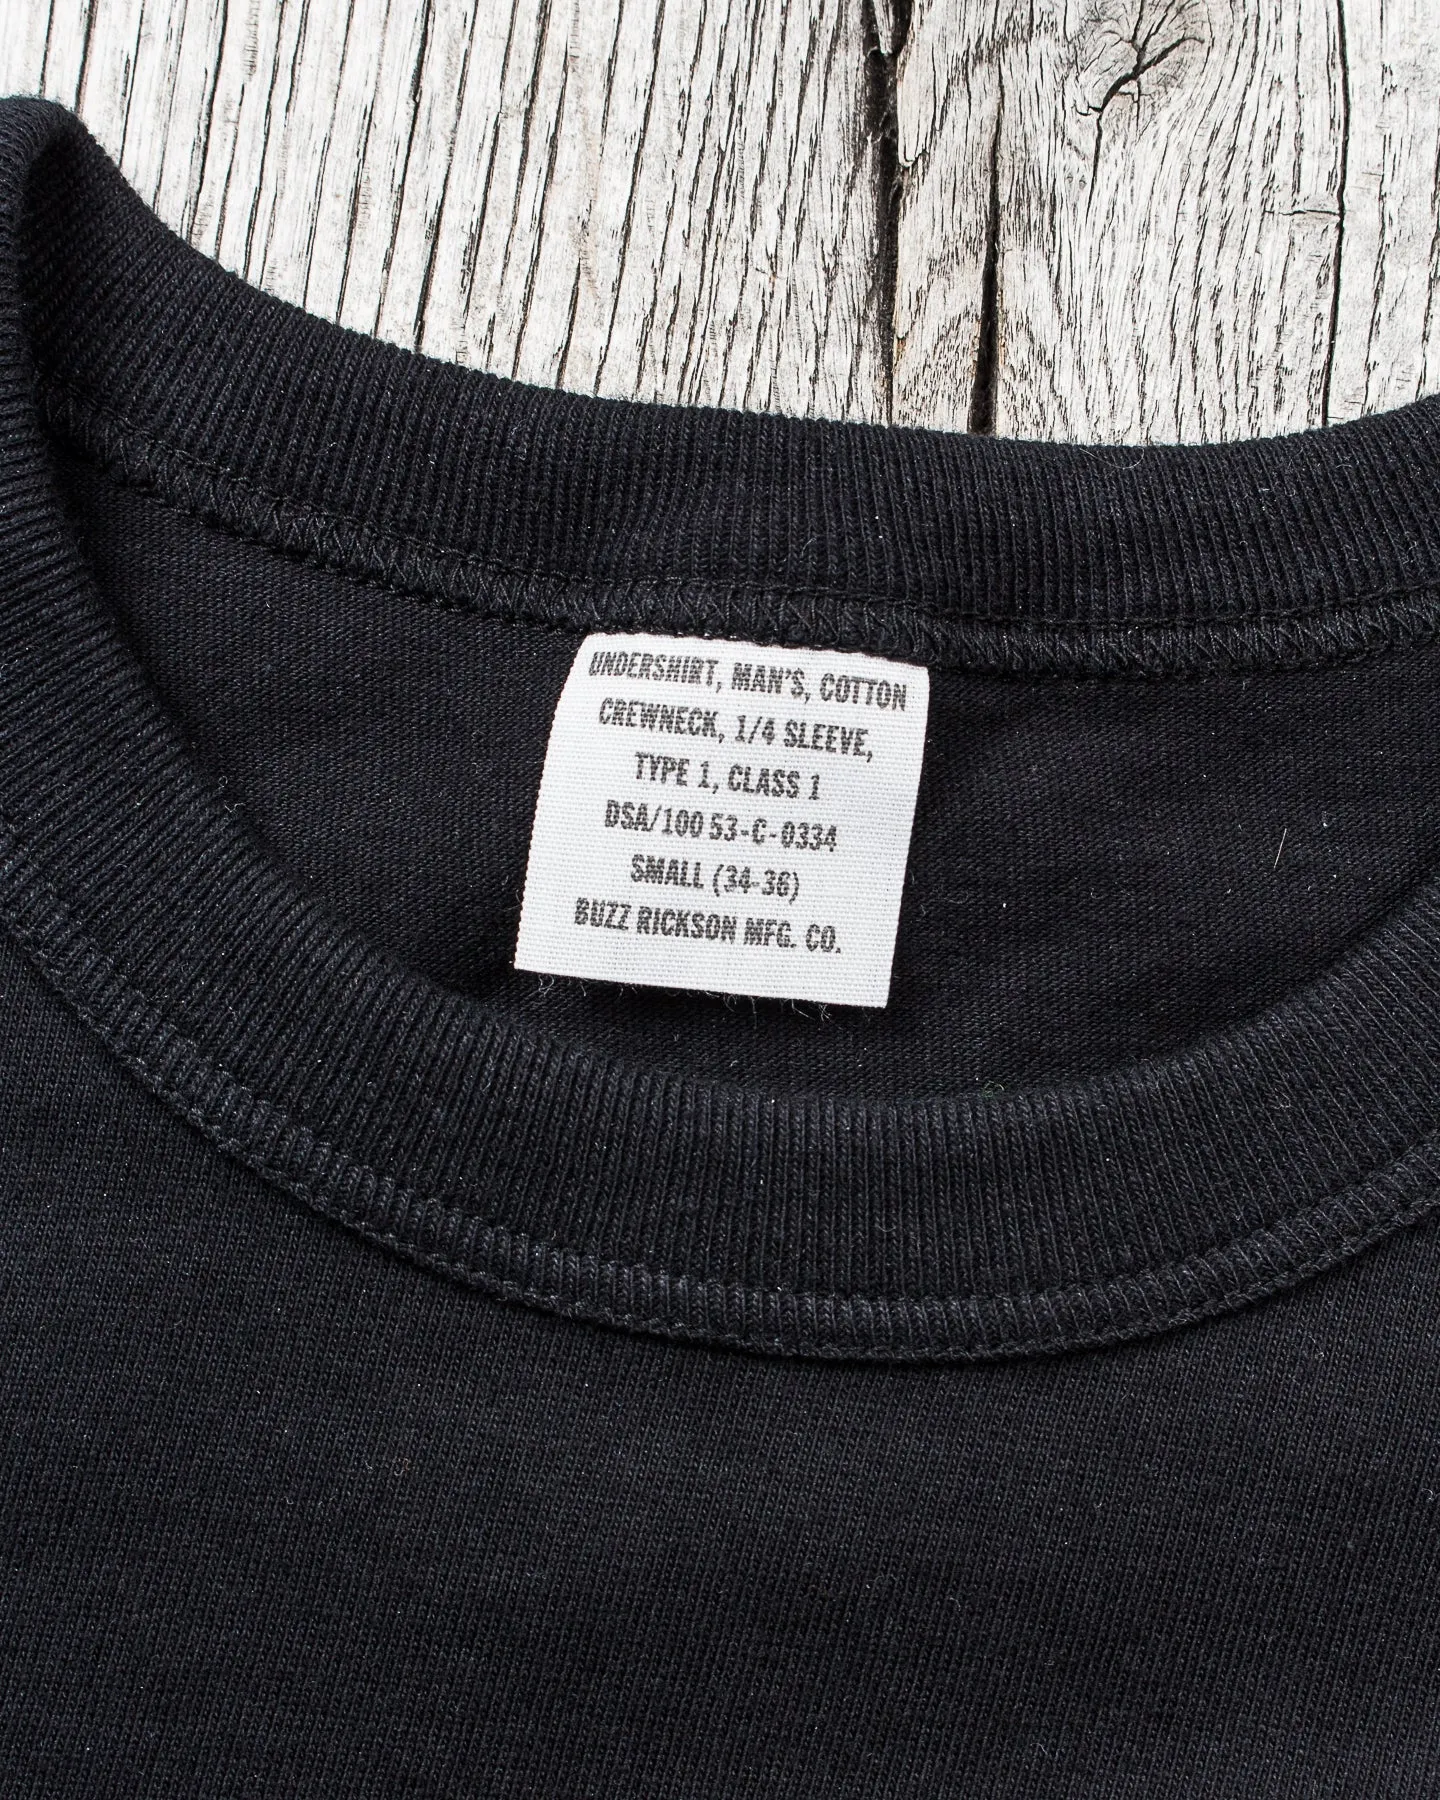 UNDERSHIRT, MAN'S, COTTON
CREWNECK, 1/4 SLEEVE,
TYPE 1, CLASS 1
DSA/100 53-C-0334
SMALL (34-36)
BUZZ RICKSON MFG. CO.